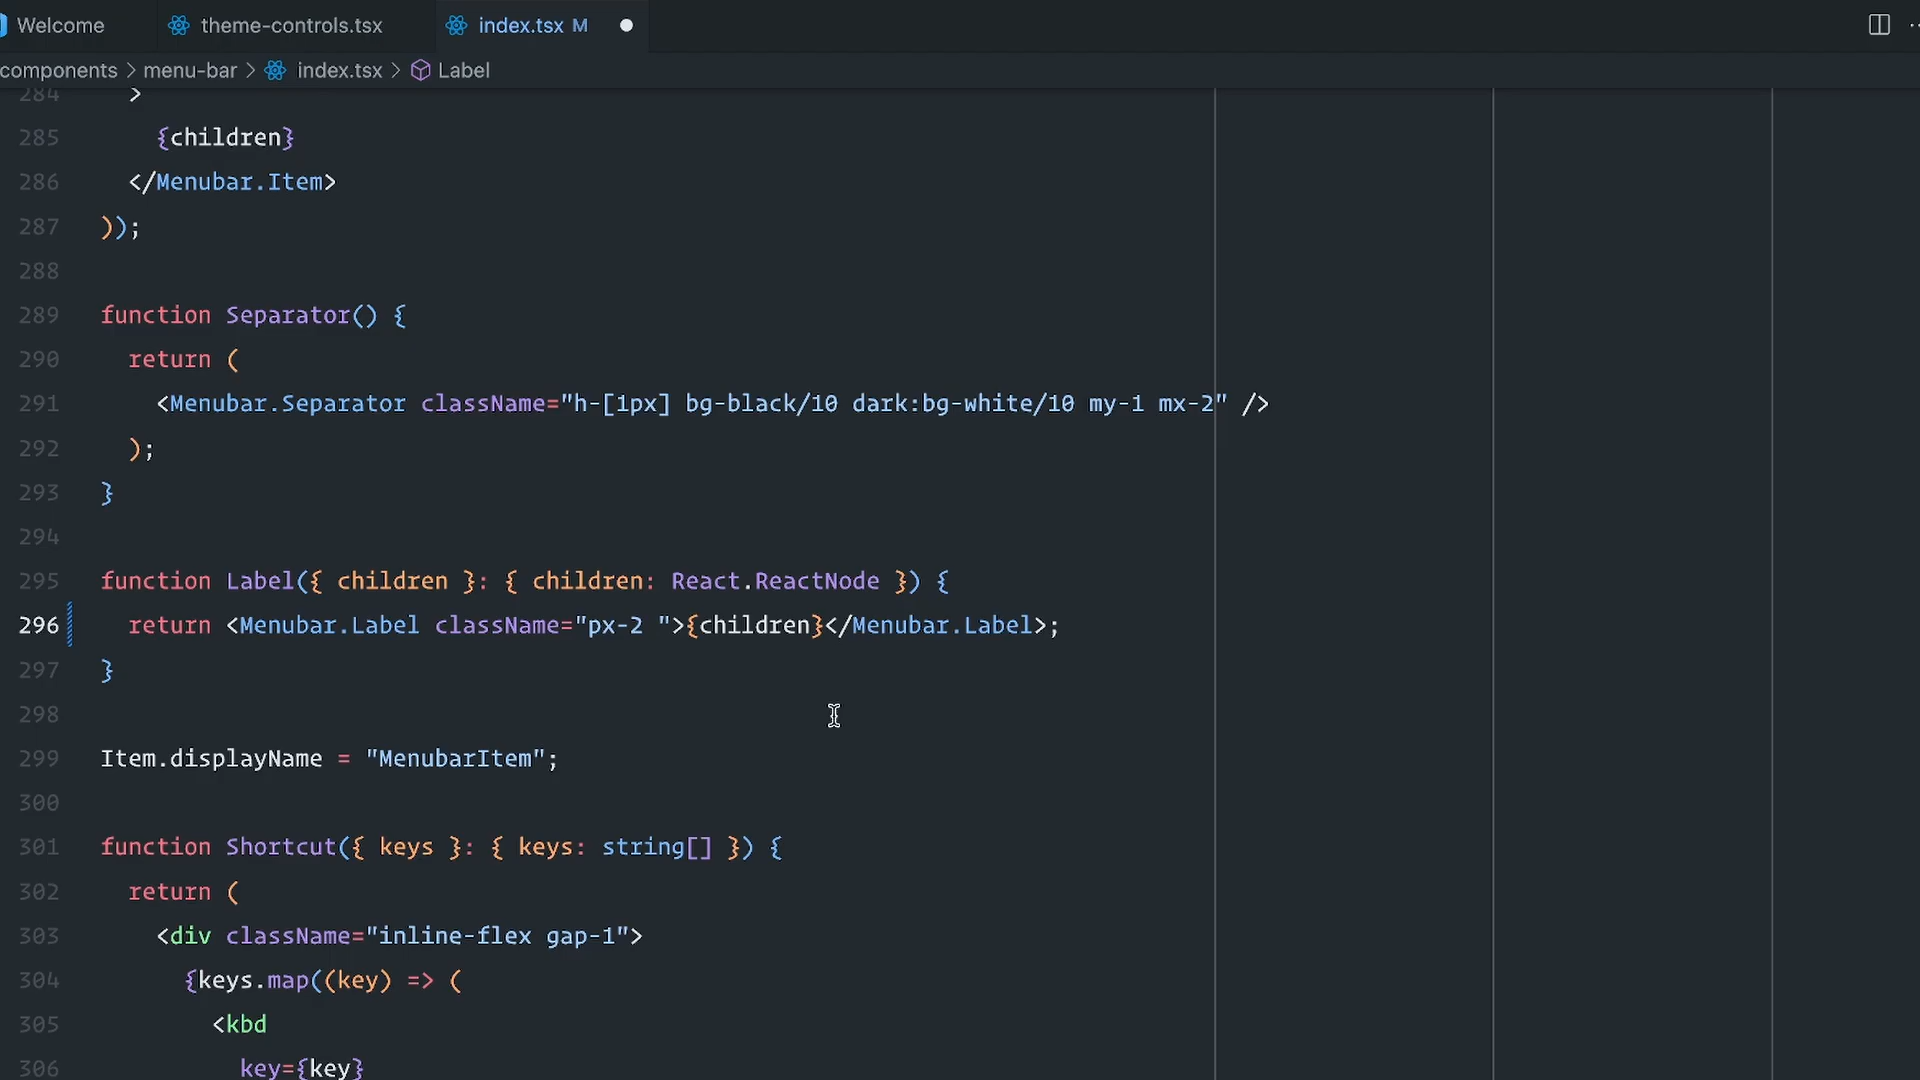 Welcome theme-controls.tsx index.tsx M
components > menu-bar > index.tsx > Label
284 >
285 {children}
286 </Menubar.Item>
287 ));
288
289 function Separator() {
290 return (
291 <Menubar.Separator className="h-[1px] bg-black/10 dark:bg-white/10 my-1 mx-2" />
292 );
293 }
294
295 function Label({ children }: { children: React.ReactNode }) {
296 return <Menubar.Label className="px-2 ">{children}</Menubar.Label>;
297 }
298
299 Item.displayName = "MenubarItem";
300
301 function Shortcut({ keys }: { keys: string[] }) {
302 return (
303 <div className="inline-flex gap-1">
304 {keys.map((key) => (
305 <kbd
306 key={key}